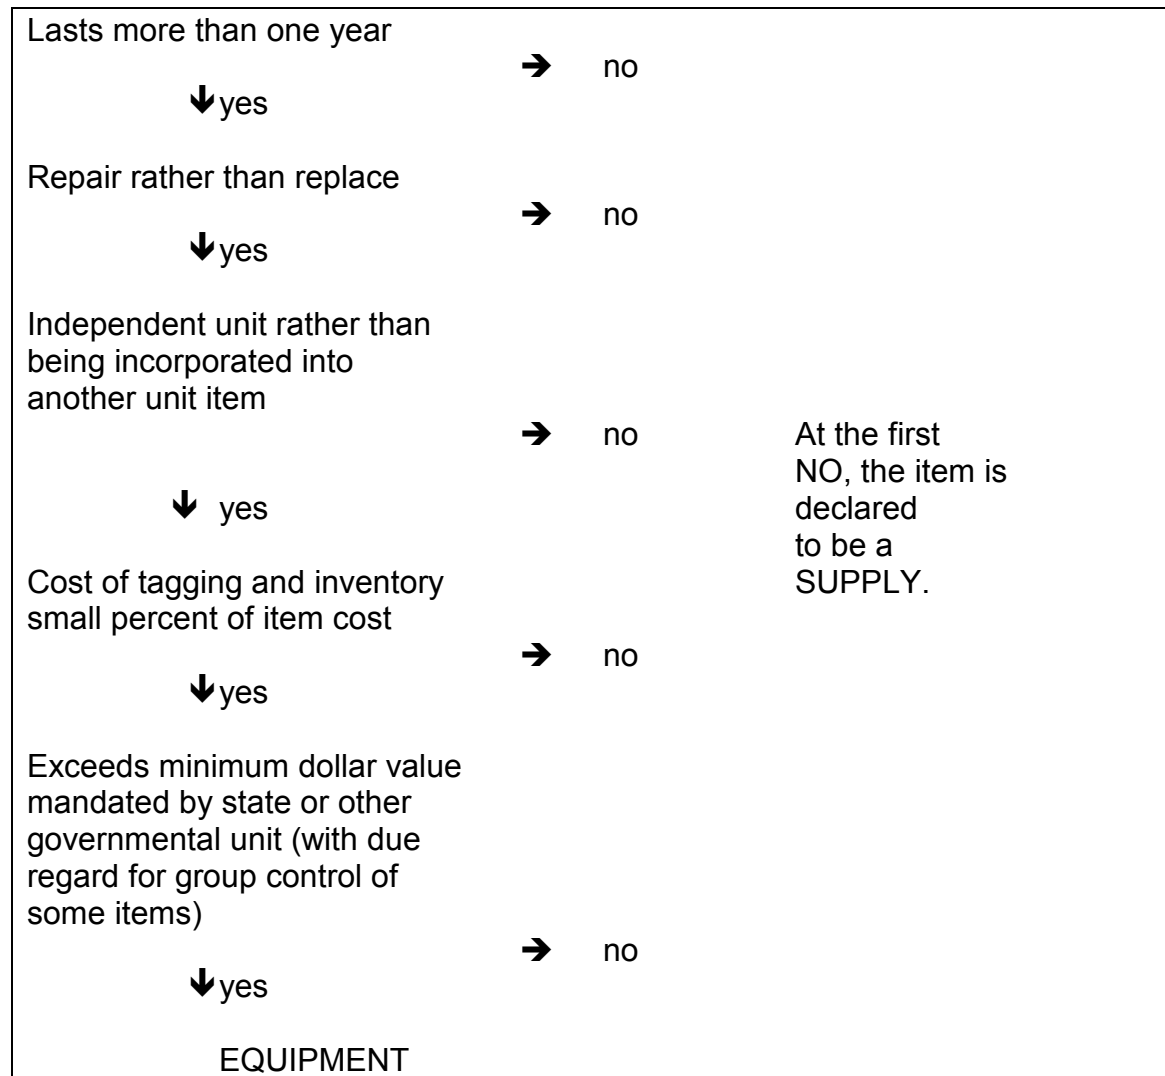 Lasts more than one year
➔ no
🡻yes
Repair rather than replace
➔ no
🡻yes
Independent unit rather than
being incorporated into
another unit item
➔ no At the first
NO, the item is
🡻 yes declared
to be a
Cost of tagging and inventory SUPPLY.
small percent of item cost
➔ no
🡻yes
Exceeds minimum dollar value
mandated by state or other
governmental unit (with due
regard for group control of
some items)
➔ no
🡻yes
EQUIPMENT